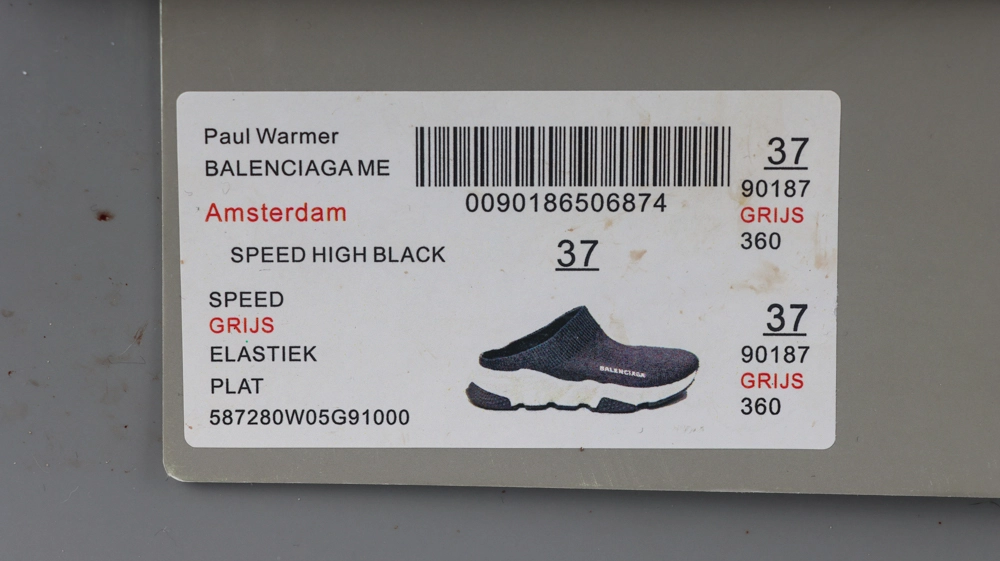 Paul Warmer
BALENCIAGA ME
Amsterdam
0090186506874
SPEED HIGH BLACK
37
SPEED
GRIJS
ELASTIEK
PLAT
587280W05G91000
BALENCIAGA
37
90187
GRIJS
360
37
90187
GRIJS
360